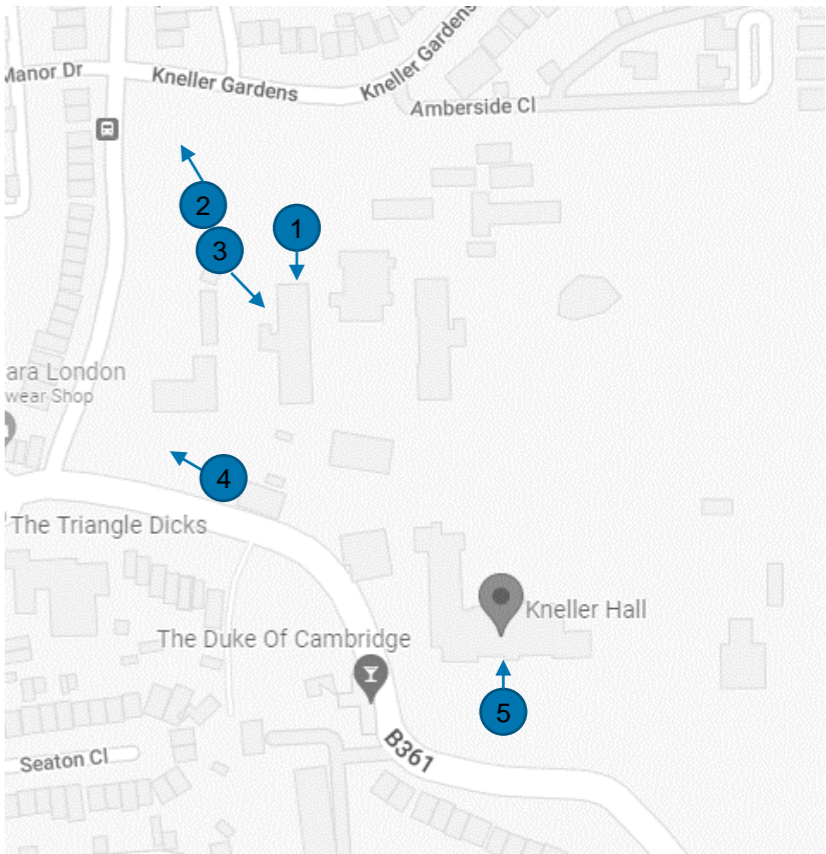 Manor Dr
Kneller Gardens
Kneller Gardens
Amberside Cl
2
1
3
ara London
wear Shop
4
The Triangle Dicks
Kneller Hall
The Duke Of Cambridge
5
B361
Seaton Cl